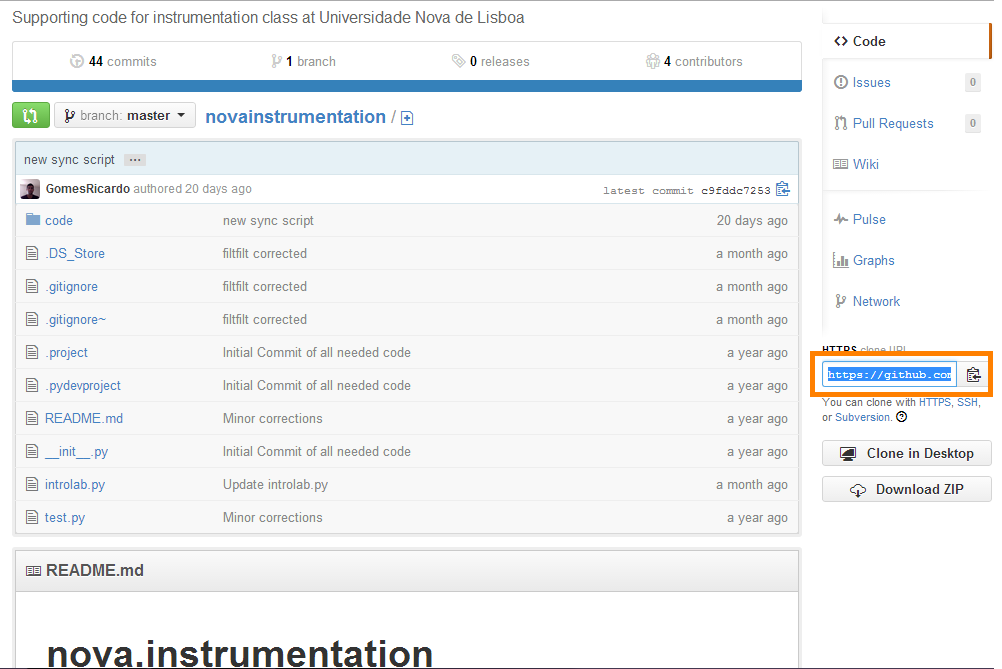 Supporting code for instrumentation class at Universidade Nova de Lisboa
44 commits 1 branch 0 releases 4 contributors
branch: master novainstrumentation /
new sync script ...
GomesRicardo authored 20 days ago latest commit c9fddc7253
code new sync script 20 days ago
.DS_Store filtfilt corrected a month ago
.gitignore filtfilt corrected a month ago
.gitignore~ filtfilt corrected a month ago
.project Initial Commit of all needed code a year ago
.pydevproject Initial Commit of all needed code a year ago
README.md Minor corrections a year ago
__init__.py Initial Commit of all needed code a year ago
introlab.py Update introlab.py a month ago
test.py Minor corrections a year ago
README.md
nova.instrumentation
Code
Issues 0
Pull Requests 0
Wiki
Pulse
Graphs
Network
HTTPS clone URL
https://github.com
You can clone with HTTPS, SSH,
or Subversion.
Clone in Desktop
Download ZIP